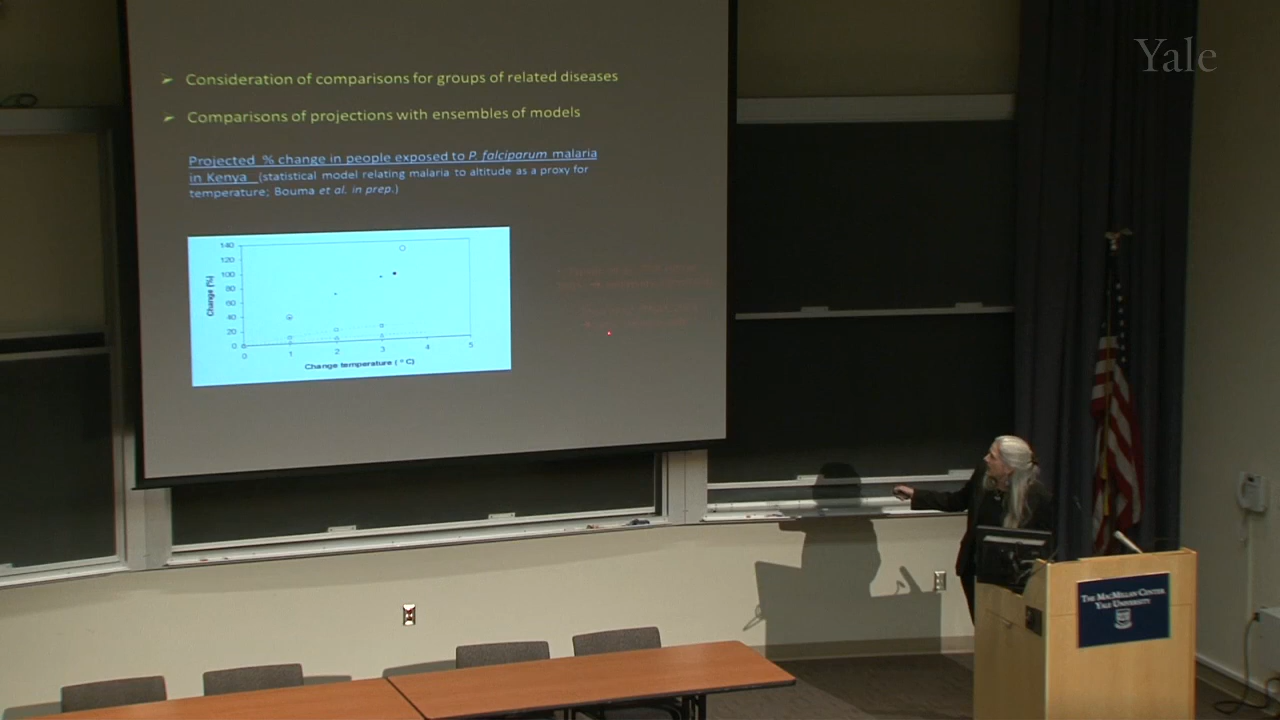 Yale
Consideration of comparisons for groups of related diseases
Comparisons of projections with ensembles of models
Projected % change in people exposed to P. falciparum malaria
in Kenya (statistical model relating malaria to altitude as a proxy for
temperature; Bouma et al. in prep.)
Change (%)
140
120
100
80
60
40
20
0
0 1 2 3 4 5
Change temperature ( ° C)
THE MACMILLAN CENTER
YALE UNIVERSITY